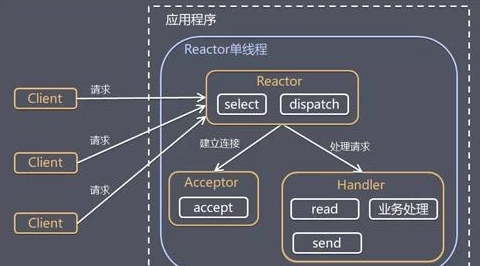 应用程序
Reactor单线程
Reactor
select
dispatch
Client
请求
Client
请求
Client
请求
建立连接
处理请求
Acceptor
accept
Handler
read
业务处理
send